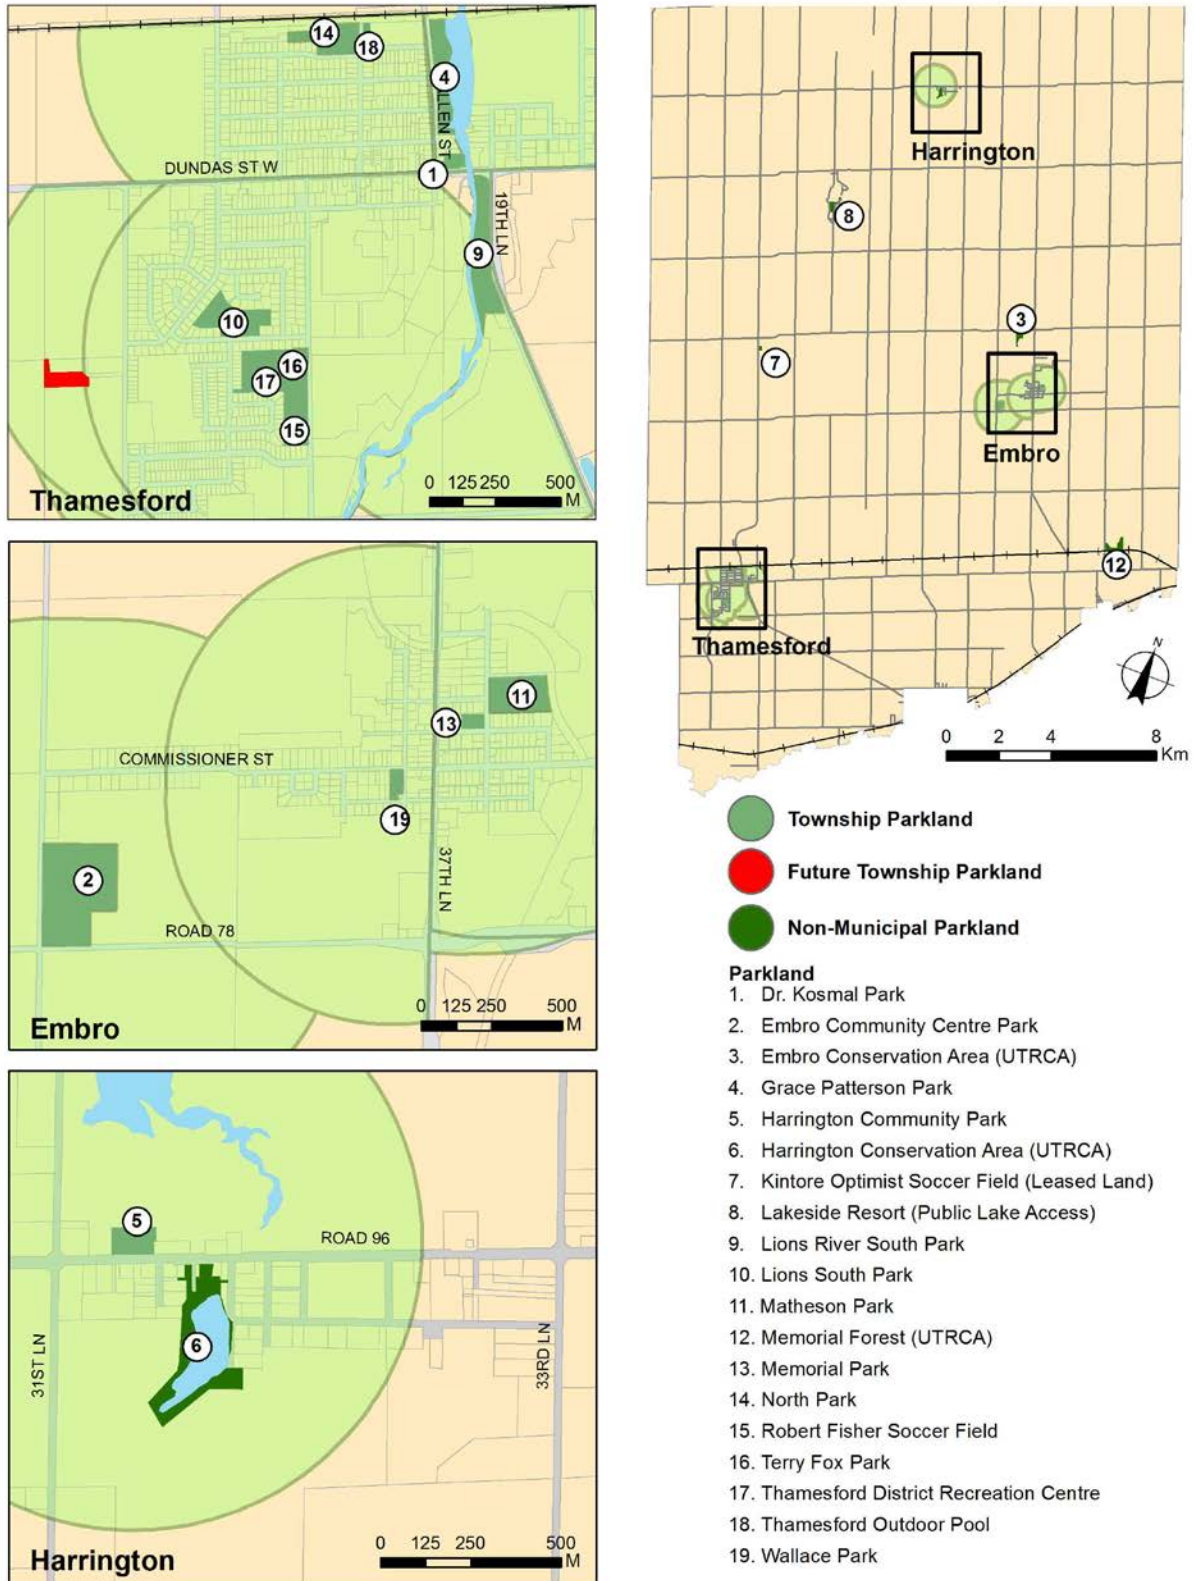 14
18
4
LLEN ST
DUNDAS ST W
1
19TH LN
9
10
16
17
15
0 125 250 500
M
Thamesford
11
13
COMMISSIONER ST
19
2
37TH LN
ROAD 78
0 125 250 500
M
Embro
5
ROAD 96
6
31ST LN
33RD LN
0 125 250 500
M
Harrington
Harrington
8
3
7
Embro
12
Thamesford
N
0 2 4 8
Km
Township Parkland
Future Township Parkland
Non-Municipal Parkland
Parkland
1. Dr. Kosmal Park
2. Embro Community Centre Park
3. Embro Conservation Area (UTRCA)
4. Grace Patterson Park
5. Harrington Community Park
6. Harrington Conservation Area (UTRCA)
7. Kintore Optimist Soccer Field (Leased Land)
8. Lakeside Resort (Public Lake Access)
9. Lions River South Park
10. Lions South Park
11. Matheson Park
12. Memorial Forest (UTRCA)
13. Memorial Park
14. North Park
15. Robert Fisher Soccer Field
16. Terry Fox Park
17. Thamesford District Recreation Centre
18. Thamesford Outdoor Pool
19. Wallace Park